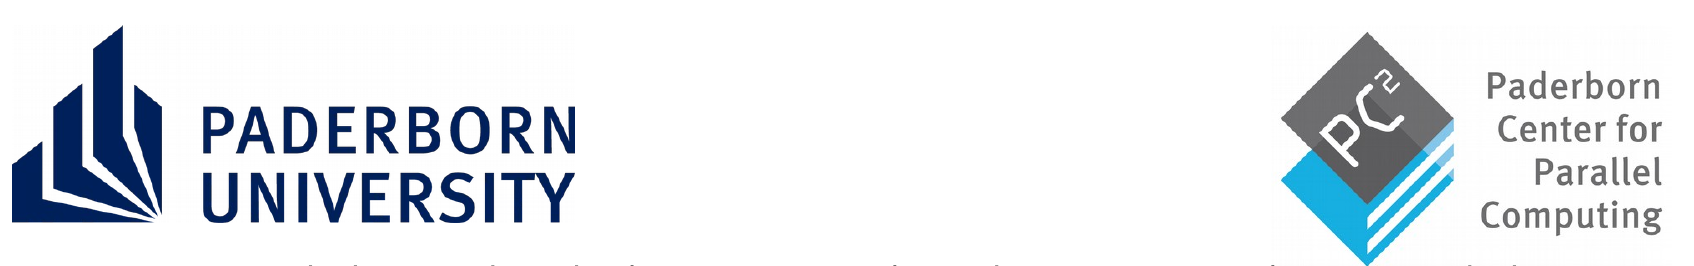 PADERBORN
UNIVERSITY
PC²
Paderborn
Center for
Parallel
Computing